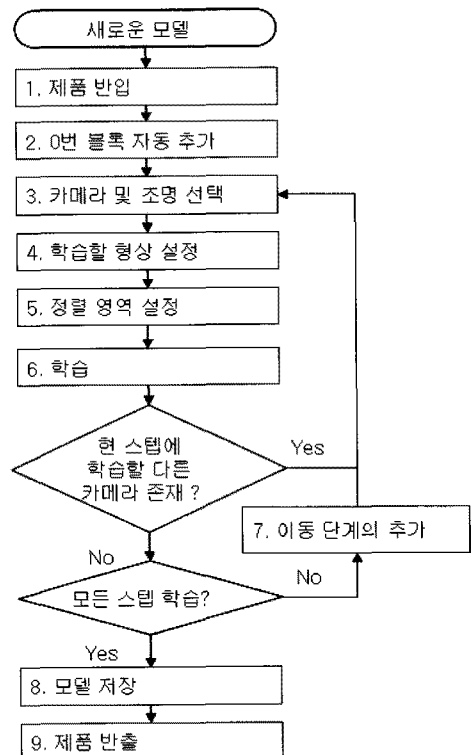 새로운 모델
1. 제품 반입
2. 0번 블록 자동 추가
3. 카메라 및 조명 선택
4. 학습할 형상 설정
5. 정렬 영역 설정
6. 학습
현 스텝에
학습할 다른
카메라 존재 ?
Yes
7. 이동 단계의 추가
No
모든 스텝 학습?
No
Yes
8. 모델 저장
9. 제품 반출